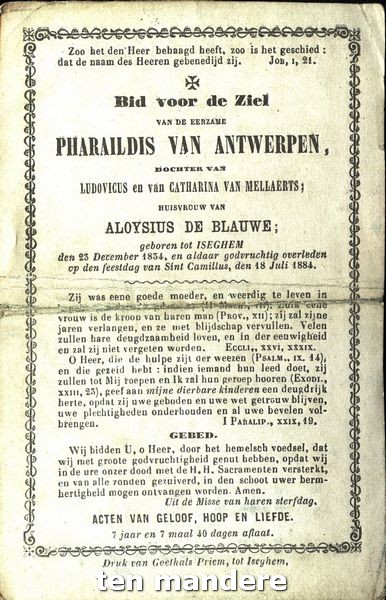 Zoo het den Heer behaagd heeft, zoo is het geschied :
dat de naam des Heeren gebenedijd zij. JOB, I, 21.
Bid voor de Ziel
VAN DE EERZAME
PHARAILDIS VAN ANTWERPEN,
DOCHTER VAN
LUDOVICUS en van CATHARINA VAN MELLAERTS;
HUISVROUW VAN
ALOYSIUS DE BLAUWE;
geboren tot ISEGHEM
den 23 December 1834, en aldaar godvruchtig overleden
op den feestdag van Sint Camillus, den 18 Juli 1884.
Zij was eene goede moeder, en weerdig te leven in
vrouw is de kroon van haren man (PROV., XII); zij zal zijne
jaren verlangen, en ze met blijdschap vervullen. Velen
zullen hare deugdzaamheid loven, en in der eeuwigheid
en zal zij niet vergeten worden. ECCLI., XXVI, XXXIX.
O Heer, die de hulpe zijt der weezen (PSALM., IX, 14),
en die gezeid hebt : indien iemand hun leed doet, zij
zullen tot Mij roepen en Ik zal hun geroep hooren (EXODI.,
XXIII, 23), geef aan mijne dierbare kinderen een deugdrijk
herte, opdat zij uwe geboden en uwe wet getrouw blijven,
uwe plechtigheden onderhouden en al uwe bevelen vol-
brengen. I PARALIP., XXIX, 19.
GEBED.
Wij bidden U, o Heer, door het hemelsch voedsel, dat
wij met groote godvruchtigheid genut hebben, opdat wij
in de ure onzer dood met de H. H. Sacramenten versterkt,
en van alle zonden gezuiverd, in den schoot uwer berm-
hertigheid mogen ontvangen worden. Amen.
Uit de Misse van haren sterfdag.
ACTEN VAN GELOOF, HOOP EN LIEFDE.
7 jaar en 7 maal 40 dagen aflaat.
Druk van Goethals Priem, tot Iseghem,
ten mandere